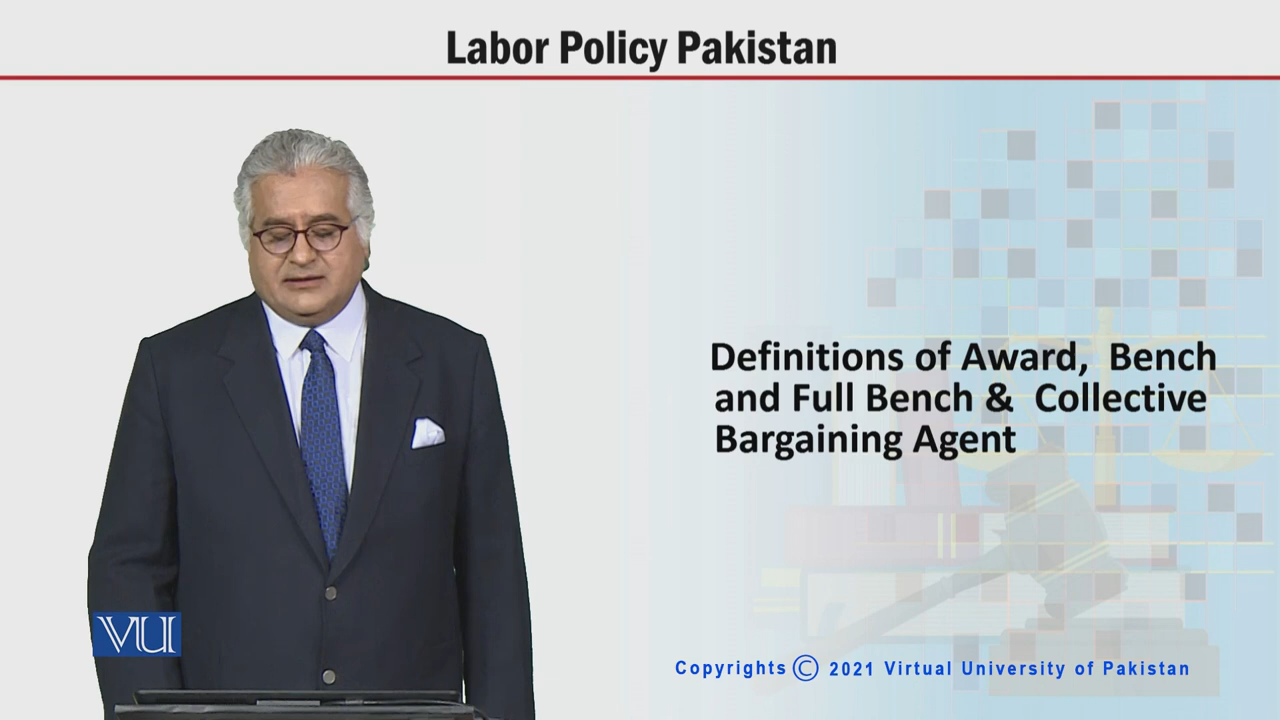 Labor Policy Pakistan
Definitions of Award, Bench
and Full Bench & Collective
Bargaining Agent
VU
Copyrights © 2021 Virtual University of Pakistan